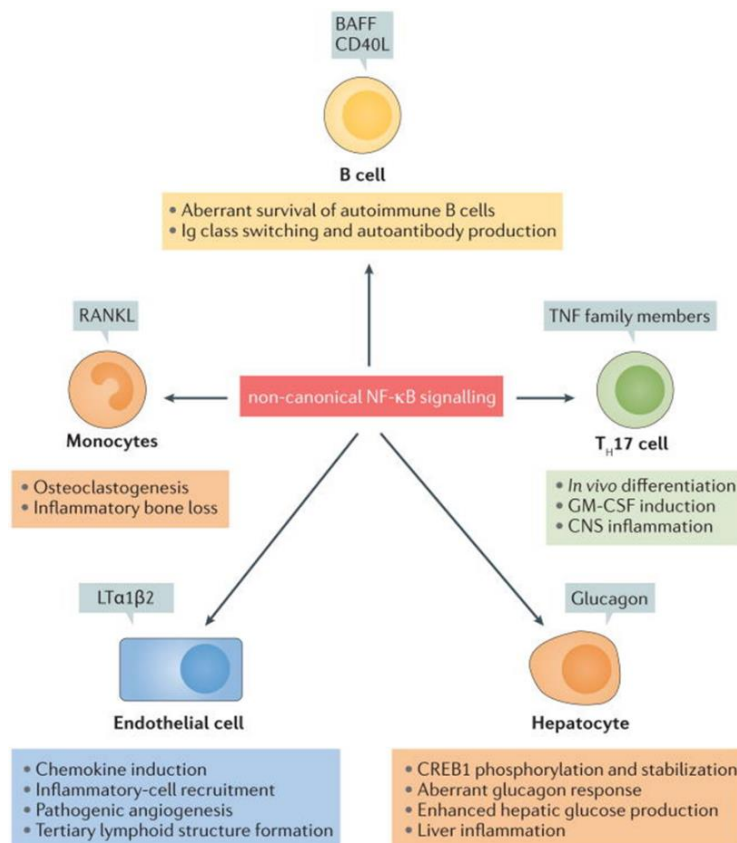 BAFF
CD40L
B cell
• Aberrant survival of autoimmune B cells
• Ig class switching and autoantibody production
RANKL
Monocytes
• Osteoclastogenesis
• Inflammatory bone loss
non-canonical NF-κB signalling
TNF family members
TH17 cell
• In vivo differentiation
• GM-CSF induction
• CNS inflammation
LTα1β2
Endothelial cell
• Chemokine induction
• Inflammatory-cell recruitment
• Pathogenic angiogenesis
• Tertiary lymphoid structure formation
Glucagon
Hepatocyte
• CREB1 phosphorylation and stabilization
• Aberrant glucagon response
• Enhanced hepatic glucose production
• Liver inflammation